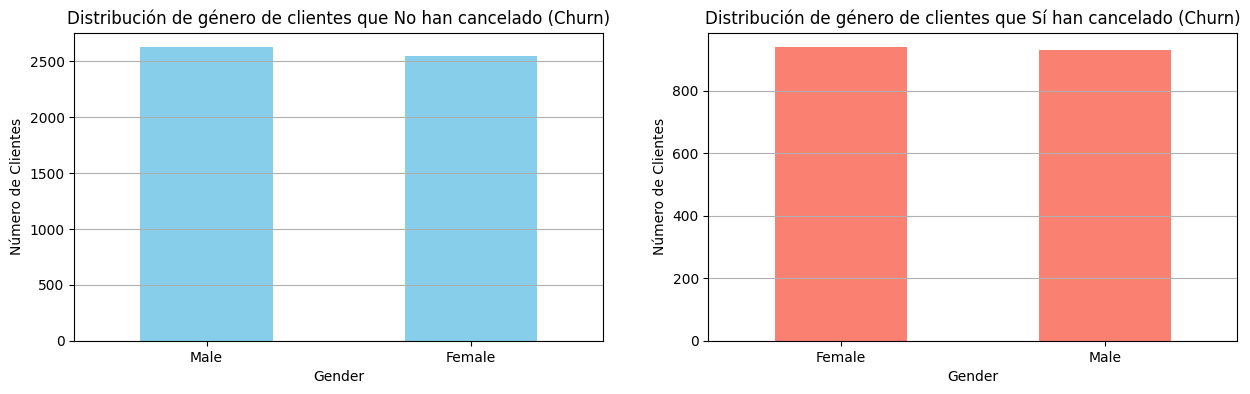 Distribución de género de clientes que No han cancelado (Churn)
Número de Clientes
2500
2000
1500
1000
500
0
Male
Female
Gender
Distribución de género de clientes que Sí han cancelado (Churn)
Número de Clientes
800
600
400
200
0
Female
Male
Gender